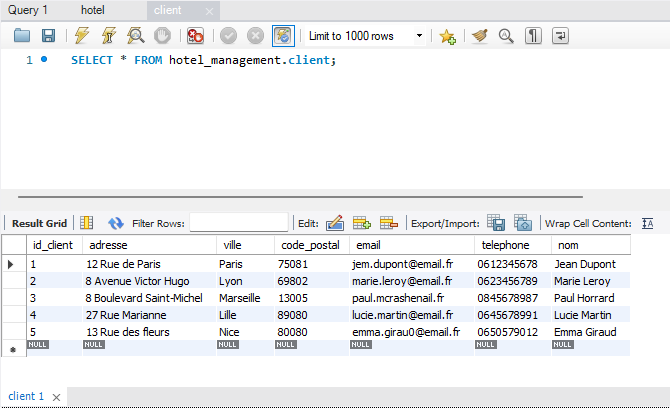 Query 1 hotel client
Limit to 1000 rows
1 SELECT * FROM hotel_management.client;
Result Grid Filter Rows: Edit: Export/Import: Wrap Cell Content:
id_client adresse ville code_postal email telephone nom
1 12 Rue de Paris Paris 75081 jem.dupont@email.fr 0612345678 Jean Dupont
2 8 Avenue Victor Hugo Lyon 69802 marie.leroy@email.fr 0623456789 Marie Leroy
3 8 Boulevard Saint-Michel Marseille 13005 paul.mcrashenail.fr 0845678987 Paul Horrard
4 27 Rue Marianne Lille 89080 lucie.martin@email.fr 0645678991 Lucie Martin
5 13 Rue des fleurs Nice 80080 emma.girau0@email.fr 0650579012 Emma Giraud
NULL NULL NULL NULL NULL NULL NULL
client 1